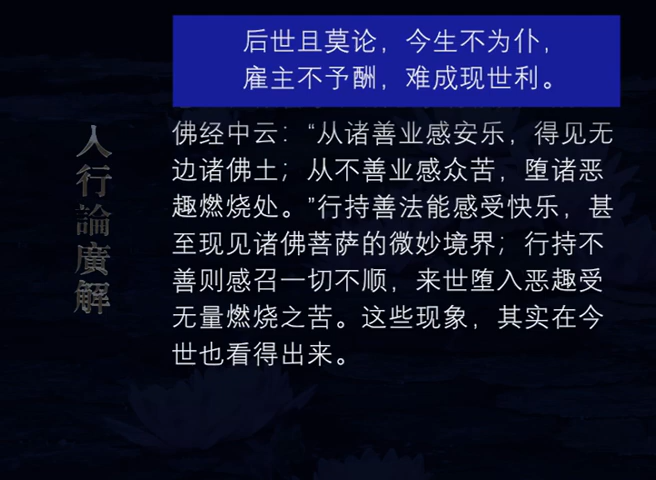 后世且莫论，今生不为仆，
雇主不予酬，难成现世利。
佛经中云：“从诸善业感安乐，得见无
边诸佛土；从不善业感众苦，堕诸恶
趣燃烧处。”行持善法能感受快乐，甚
至现见诸佛菩萨的微妙境界；行持不
善则感召一切不顺，来世堕入恶趣受
无量燃烧之苦。这些现象，其实在今
世也看得出来。
入行論廣解